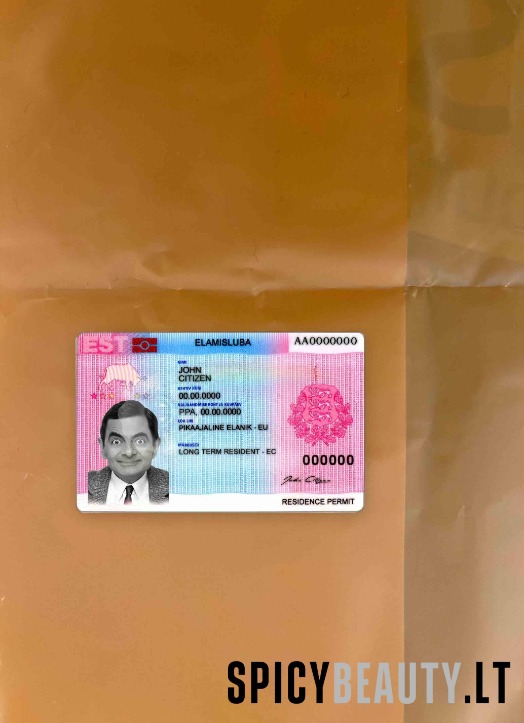 EST
ELAMISLUBA
AA0000000
JOHN
CITIZEN
00.00.0000
PPA, 00.00.0000
PIKAAJALINE ELANIK - EU
LONG TERM RESIDENT - EC
000000
RESIDENCE PERMIT
SPICYBEAUTY.LT